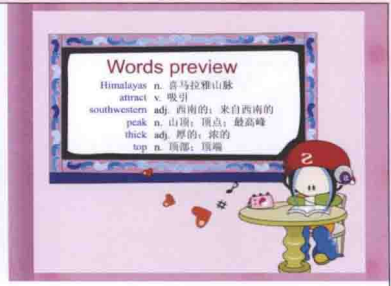 Words preview
Himalayas n. 喜马拉雅山脉
attract v. 吸引
southwestern adj. 西南的；来自西南的
peak n. 山顶；顶点；最高峰
thick adj. 厚的；浓的
top n. 顶部；顶端